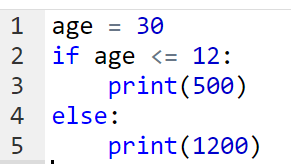 1 age = 30
2 if age <= 12:
3     print(500)
4 else:
5     print(1200)